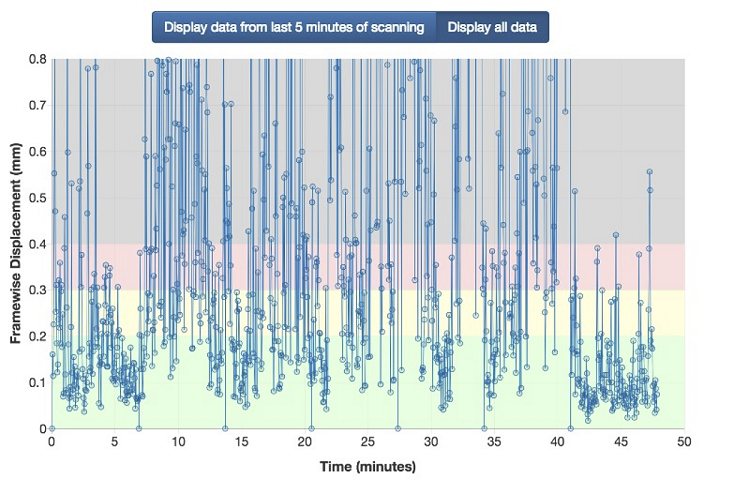 Display data from last 5 minutes of scanning Display all data
0.8
0.7
0.6
0.5
0.4
0.3
0.2
0.1
0
Framewise Displacement (mm)
0 5 10 15 20 25 30 35 40 45 50
Time (minutes)